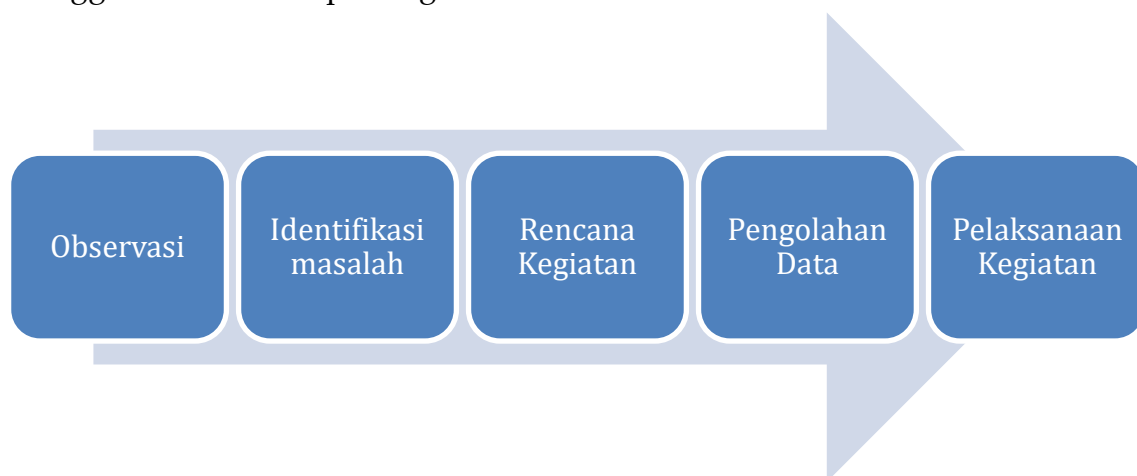 Observasi
Identifikasi
masalah
Rencana
Kegiatan
Pengolahan
Data
Pelaksanaan
Kegiatan